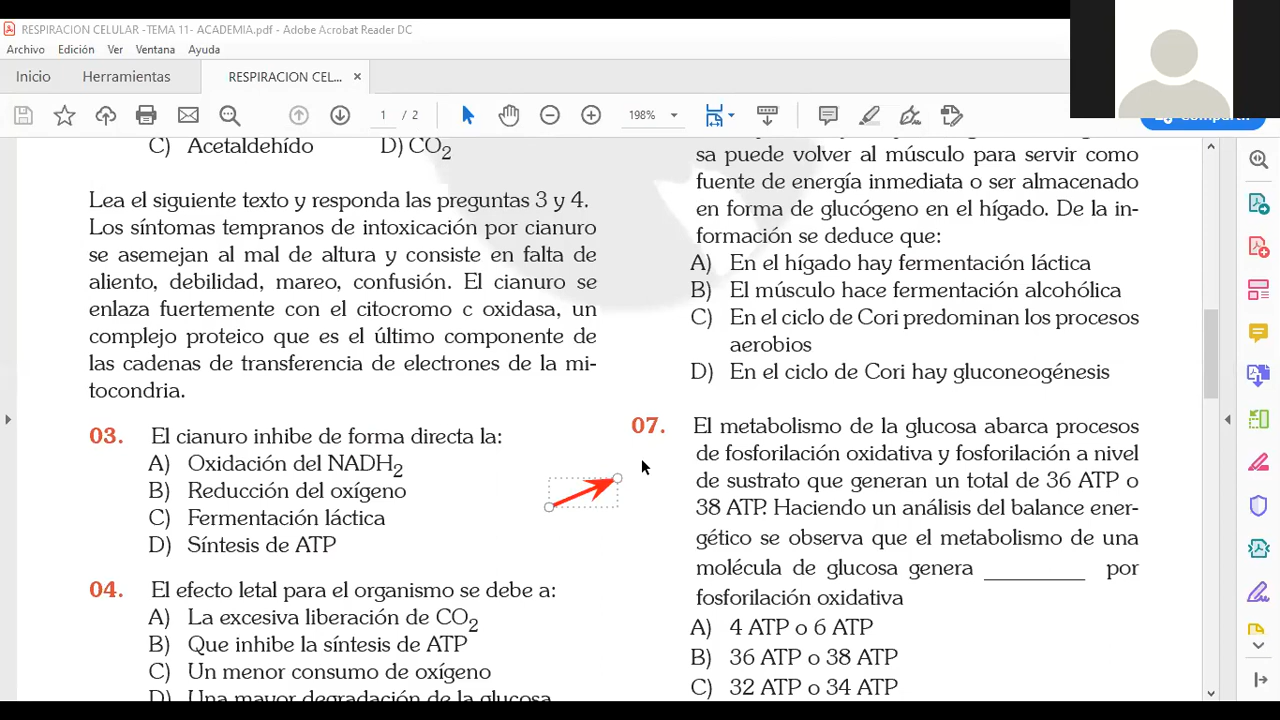 RESPIRACION CELULAR -TEMA 11- ACADEMIA.pdf - Adobe Acrobat Reader DC
Archivo Edición Ver Ventana Ayuda
Inicio Herramientas RESPIRACION CEL... ×
1 / 2 198%
C) Acetaldehído D) CO2
Lea el siguiente texto y responda las preguntas 3 y 4.
Los síntomas tempranos de intoxicación por cianuro
se asemejan al mal de altura y consiste en falta de
aliento, debilidad, mareo, confusión. El cianuro se
enlaza fuertemente con el citocromo c oxidasa, un
complejo proteico que es el último componente de
las cadenas de transferencia de electrones de la mi-
tocondria.
03. El cianuro inhibe de forma directa la:
A) Oxidación del NADH2
B) Reducción del oxígeno
C) Fermentación láctica
D) Síntesis de ATP
04. El efecto letal para el organismo se debe a:
A) La excesiva liberación de CO2
B) Que inhibe la síntesis de ATP
C) Un menor consumo de oxígeno
D) Una mayor degradación de la glucosa
sa puede volver al músculo para servir como
fuente de energía inmediata o ser almacenado
en forma de glucógeno en el hígado. De la in-
formación se deduce que:
A) En el hígado hay fermentación láctica
B) El músculo hace fermentación alcohólica
C) En el ciclo de Cori predominan los procesos
aerobios
D) En el ciclo de Cori hay gluconeogénesis
07. El metabolismo de la glucosa abarca procesos
de fosforilación oxidativa y fosforilación a nivel
de sustrato que generan un total de 36 ATP o
38 ATP. Haciendo un análisis del balance ener-
gético se observa que el metabolismo de una
molécula de glucosa genera _________ por
fosforilación oxidativa
A) 4 ATP o 6 ATP
B) 36 ATP o 38 ATP
C) 32 ATP o 34 ATP